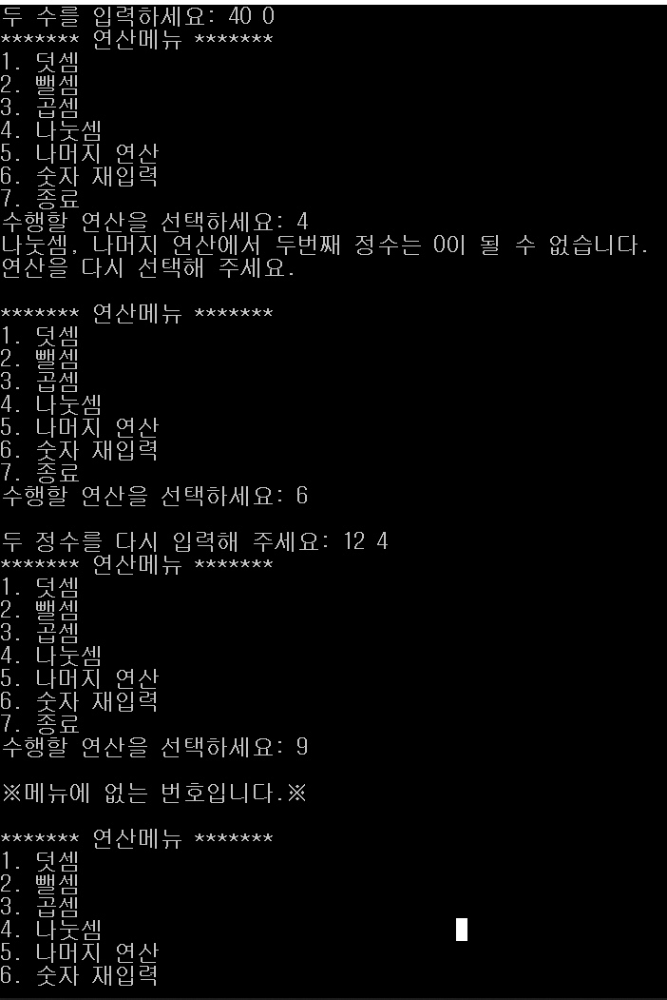 두 수를 입력하세요: 40 0
******* 연산메뉴 *******
1. 덧셈
2. 뺄셈
3. 곱셈
4. 나눗셈
5. 나머지 연산
6. 숫자 재입력
7. 종료
수행할 연산을 선택하세요: 4
나눗셈, 나머지 연산에서 두번째 정수는 0이 될 수 없습니다.
연산을 다시 선택해 주세요.
******* 연산메뉴 *******
1. 덧셈
2. 뺄셈
3. 곱셈
4. 나눗셈
5. 나머지 연산
6. 숫자 재입력
7. 종료
수행할 연산을 선택하세요: 6
두 정수를 다시 입력해 주세요: 12 4
******* 연산메뉴 *******
1. 덧셈
2. 뺄셈
3. 곱셈
4. 나눗셈
5. 나머지 연산
6. 숫자 재입력
7. 종료
수행할 연산을 선택하세요: 9
※메뉴에 없는 번호입니다.※
******* 연산메뉴 *******
1. 덧셈
2. 뺄셈
3. 곱셈
4. 나눗셈
5. 나머지 연산
6. 숫자 재입력